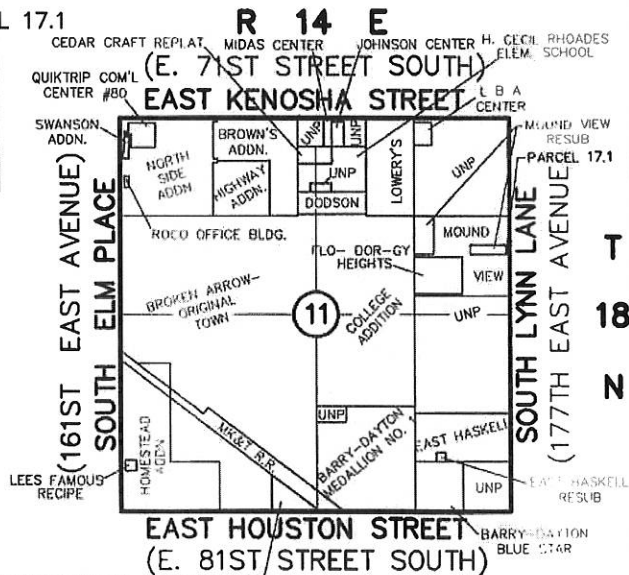 L 17.1
R 14 E
CEDAR CRAFT REPLAT
MIDAS CENTER
JOHNSON CENTER
H. CECIL RHOADES
ELEM. SCHOOL
(E. 71ST STREET SOUTH)
QUIKTRIP COM'L
CENTER #80
EAST KENOSHA STREET
L B A
CENTER
SWANSON
ADDN.
MOUND VIEW
RESUB
PARCEL 17.1
NORTH
SIDE
ADDN
BROWN'S
ADDN.
HIGHWAY
ADDN.
UNP
UNP
UNP
DODSON
LOWERY'S
UNP
ROCO OFFICE BLDG.
FLO- DOR-GY
HEIGHTS
MOUND
VIEW
(161ST EAST AVENUE)
SOUTH ELM PLACE
BROKEN ARROW-
ORIGINAL
TOWN
11
COLLEGE
ADDITION
UNP
SOUTH LYNN LANE
(177TH EAST AVENUE)
T
18
N
HOMESTEAD
ADDN
MK&T R.R.
UNP
BARRY-DAYTON
MEDALLION NO. 1
EAST HASKELL
LEES FAMOUS
RECIPE
UNP
EAST HASKELL
RESUB
EAST HOUSTON STREET
BARRY-DAYTON
BLUE STAR
(E. 81ST STREET SOUTH)